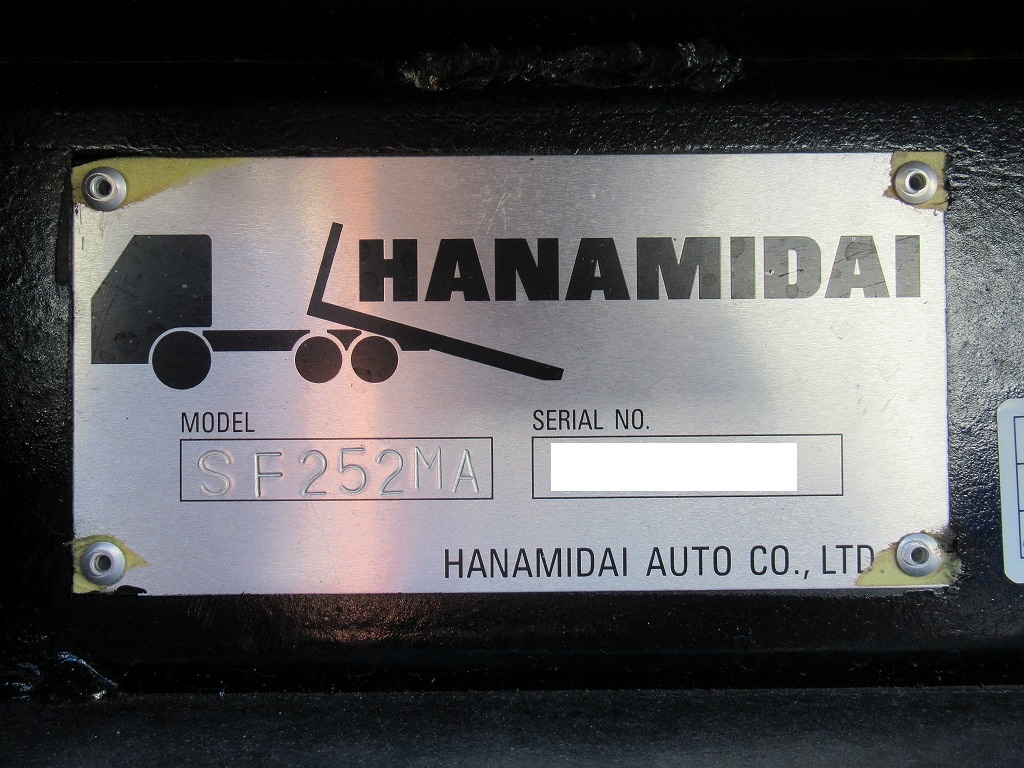 HANAMIDAI
MODEL
SERIAL NO.
SF252MA
HANAMIDAI AUTO CO., LTD